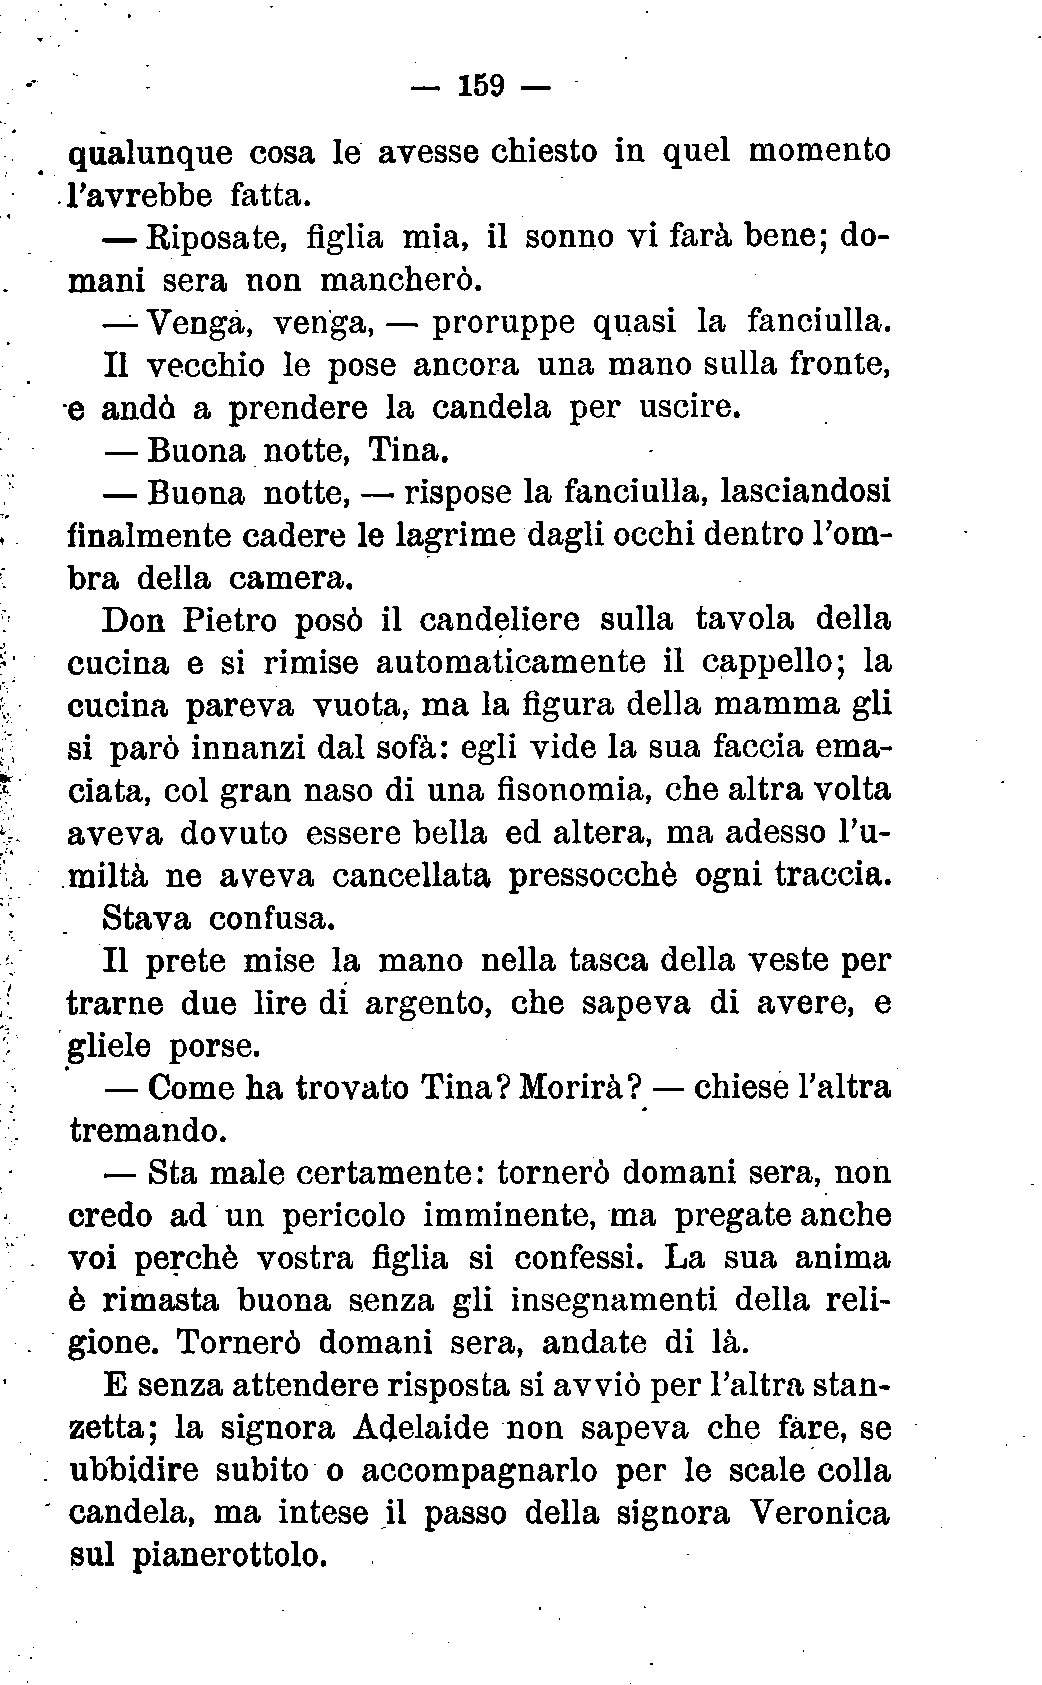 — 159 —
qualunque cosa le avesse chiesto in quel momento
l'avrebbe fatta.
— Riposate, figlia mia, il sonno vi farà bene; do-
mani sera non mancherò.
— Venga, venga, — proruppe quasi la fanciulla.
Il vecchio le pose ancora una mano sulla fronte,
e andò a prendere la candela per uscire.
— Buona notte, Tina.
— Buona notte, — rispose la fanciulla, lasciandosi
finalmente cadere le lagrime dagli occhi dentro l'om-
bra della camera.
Don Pietro posò il candeliere sulla tavola della
cucina e si rimise automaticamente il cappello; la
cucina pareva vuota, ma la figura della mamma gli
si parò innanzi dal sofà: egli vide la sua faccia ema-
ciata, col gran naso di una fisonomia, che altra volta
aveva dovuto essere bella ed altera, ma adesso l'u-
miltà ne aveva cancellata pressocchè ogni traccia.
Stava confusa.
Il prete mise la mano nella tasca della veste per
trarne due lire di argento, che sapeva di avere, e
gliele porse.
— Come ha trovato Tina? Morirà? — chiese l'altra
tremando.
— Sta male certamente: tornerò domani sera, non
credo ad un pericolo imminente, ma pregate anche
voi perchè vostra figlia si confessi. La sua anima
è rimasta buona senza gli insegnamenti della reli-
gione. Tornerò domani sera, andate di là.
E senza attendere risposta si avviò per l'altra stan-
zetta; la signora Adelaide non sapeva che fare, se
ubbidire subito o accompagnarlo per le scale colla
candela, ma intese il passo della signora Veronica
sul pianerottolo.